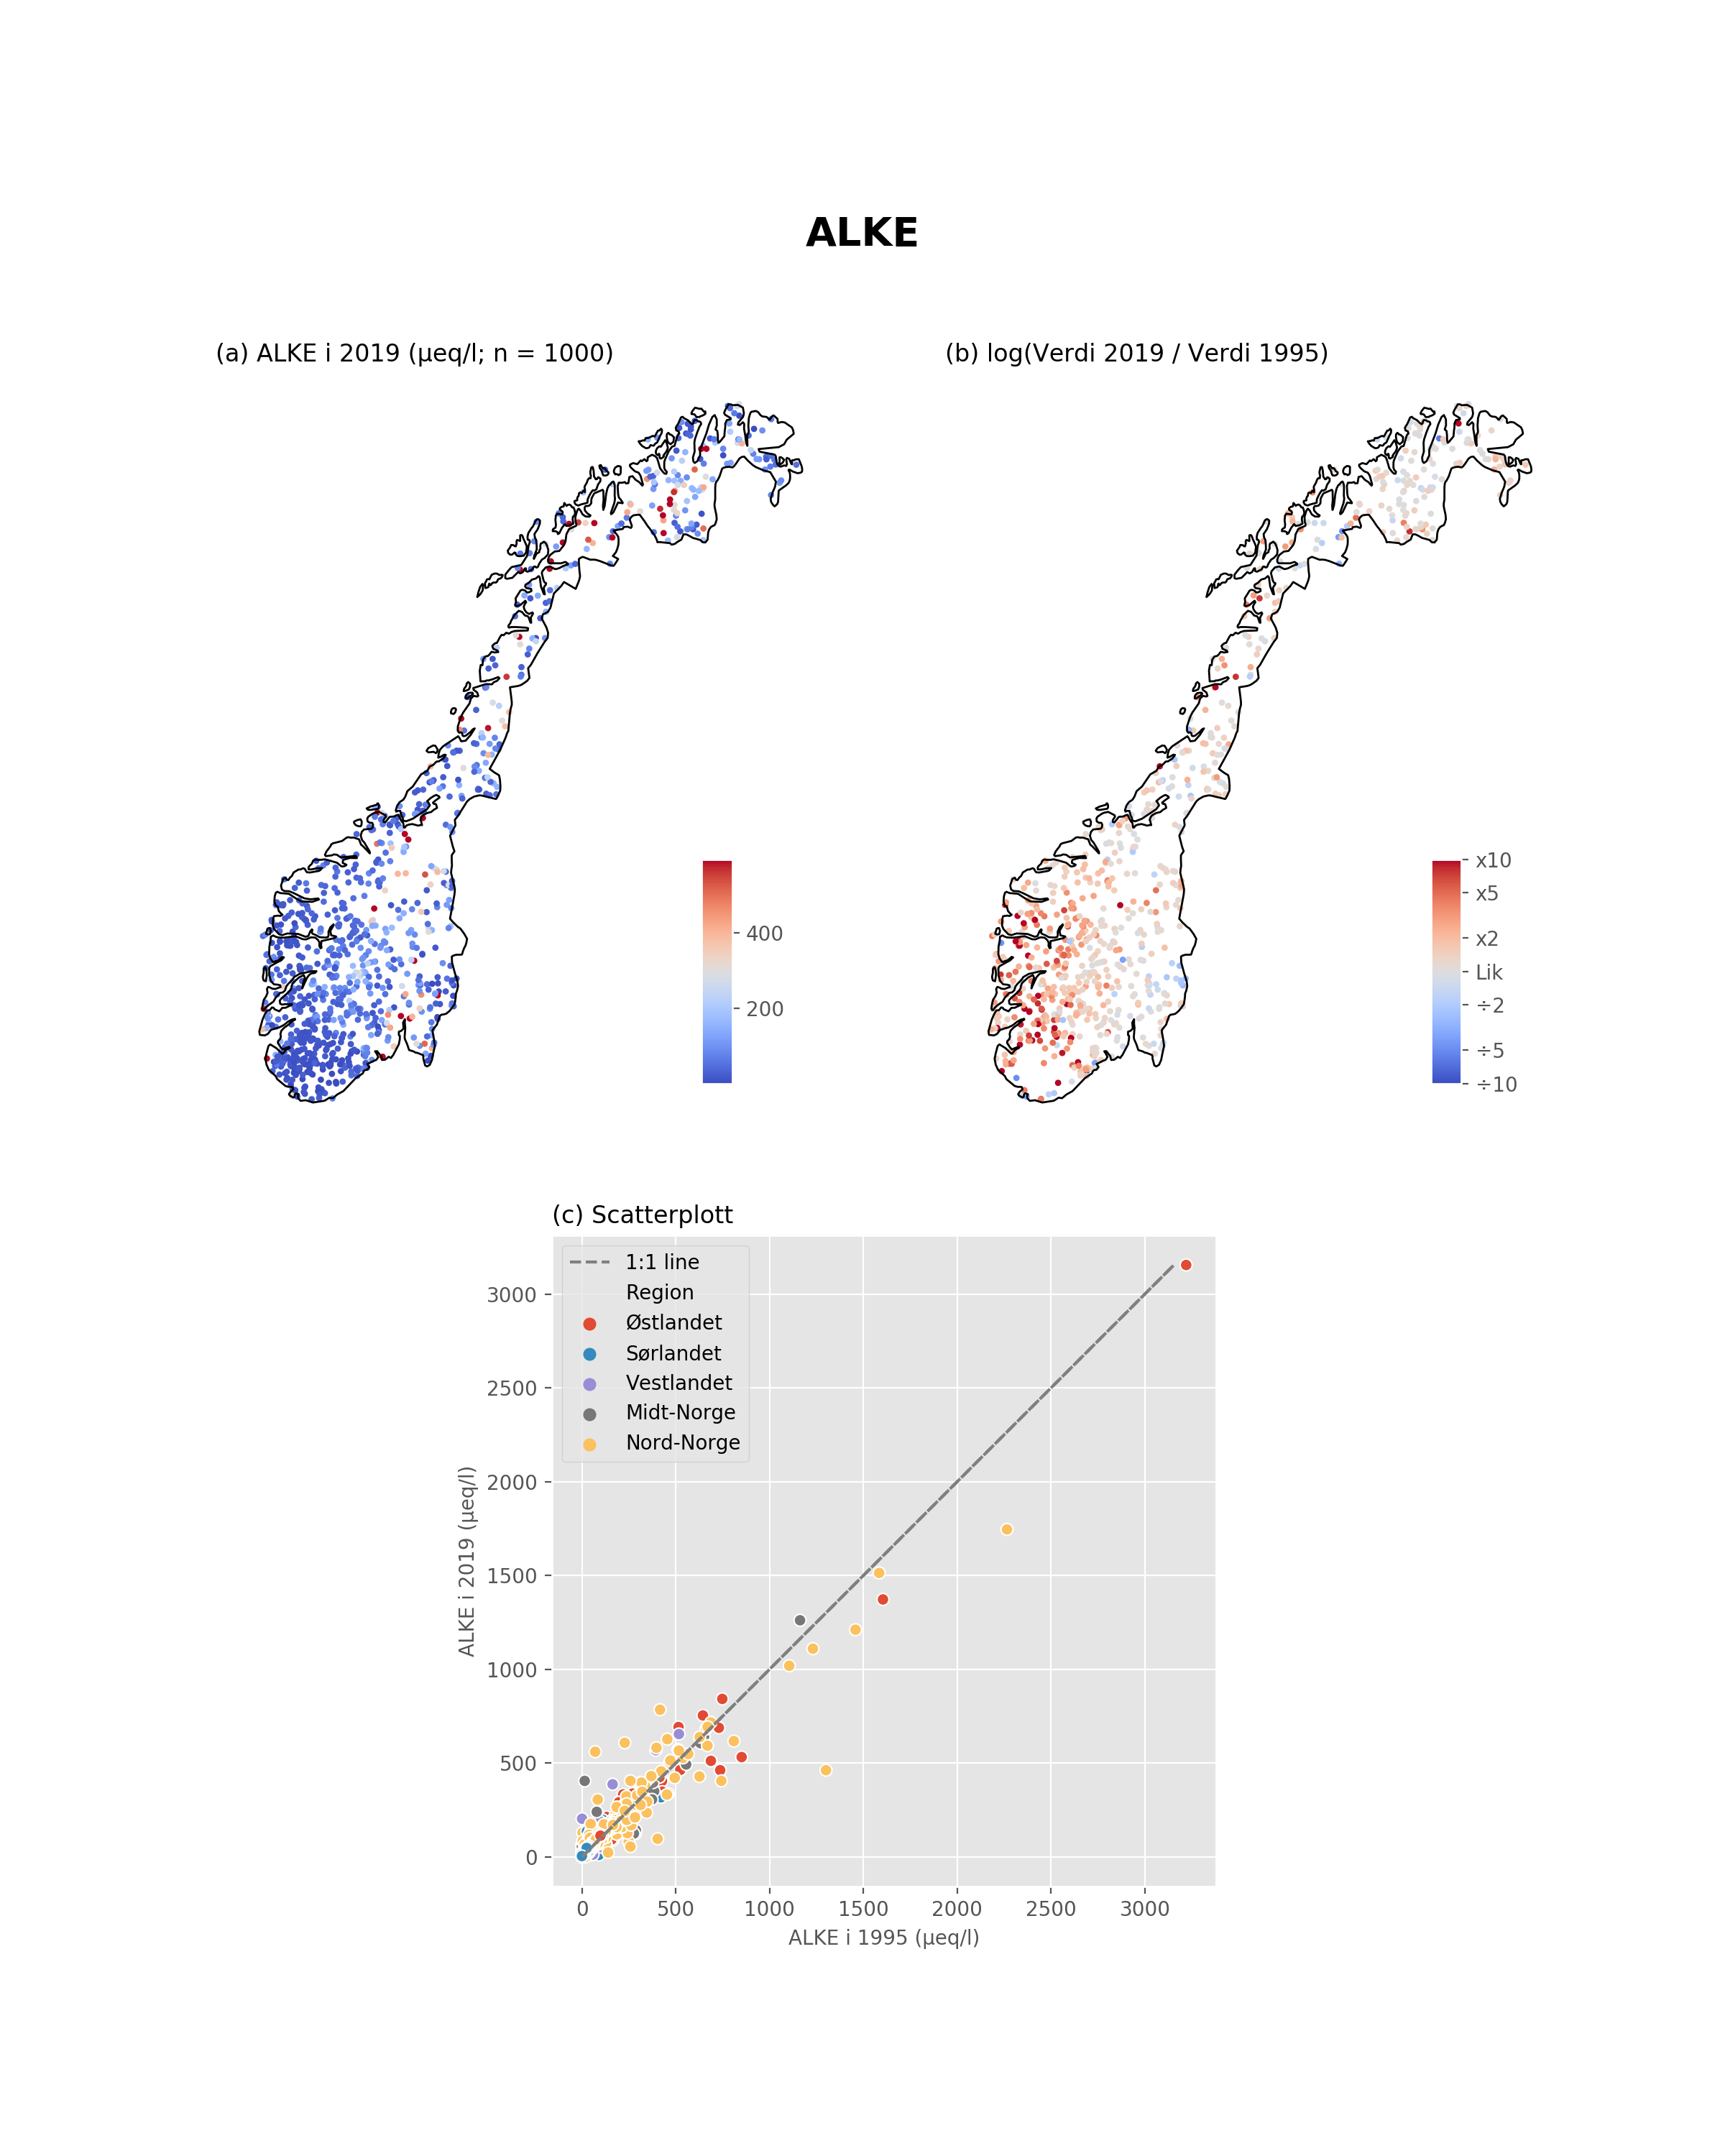 ALKE
(a) ALKE i 2019 (µeq/l; n = 1000)
(b) log(Verdi 2019 / Verdi 1995)
400
200
x10
x5
x2
Lik
÷2
÷5
÷10
(c) Scatterplott
1:1 line
Region
Østlandet
Sørlandet
Vestlandet
Midt-Norge
Nord-Norge
3000
2500
2000
1500
1000
500
0
ALKE i 2019 (µeq/l)
0 500 1000 1500 2000 2500 3000
ALKE i 1995 (µeq/l)